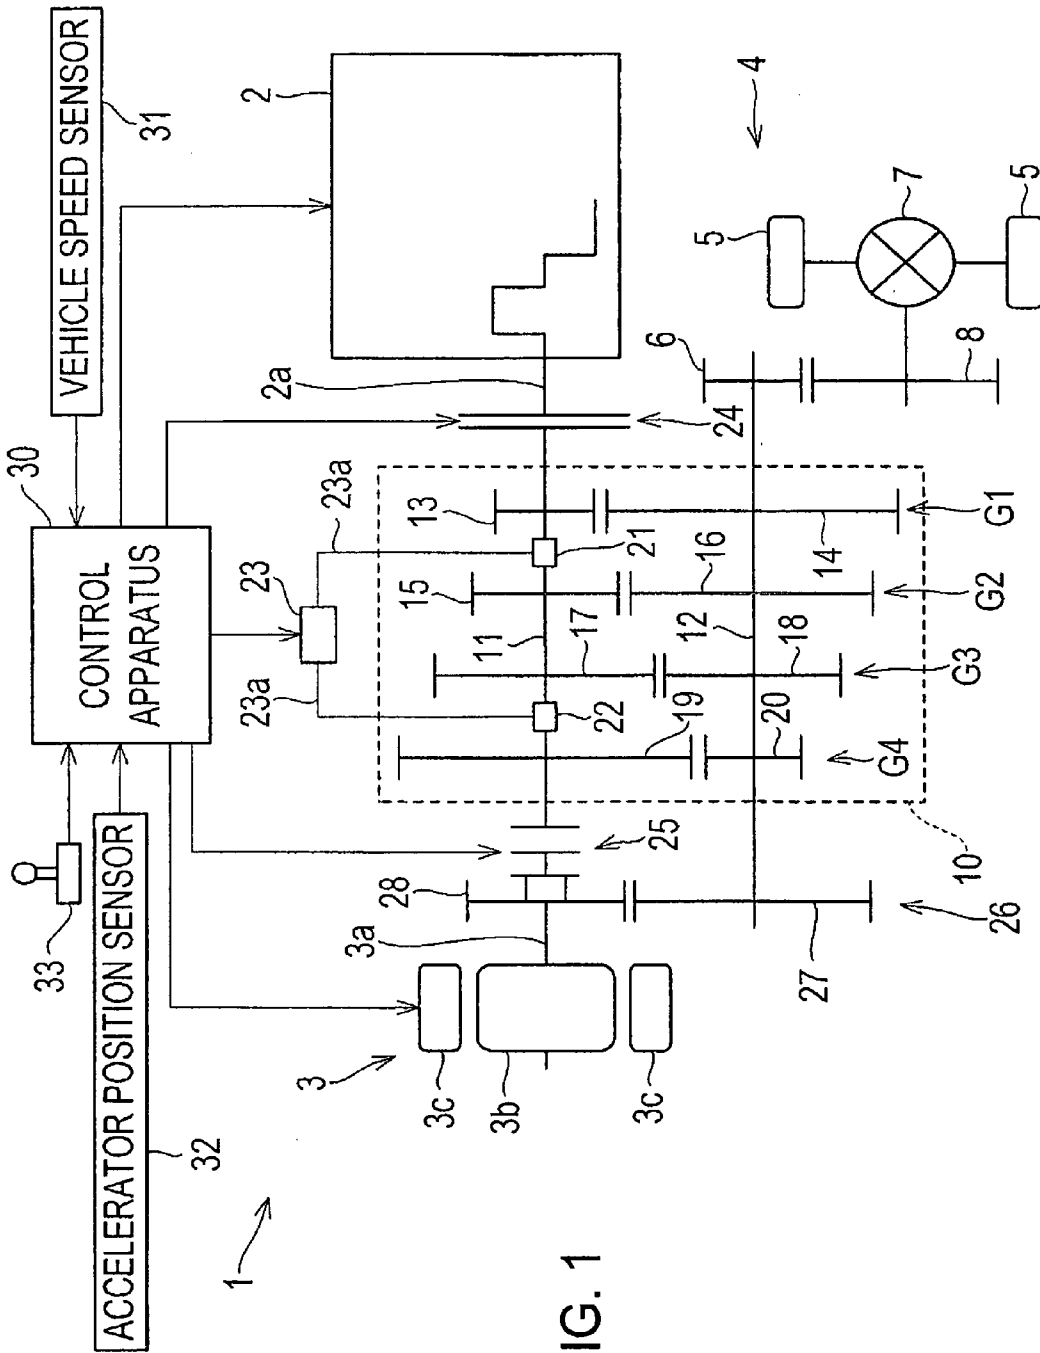 IG. 1
1
ACCELERATOR POSITION SENSOR
32
33
CONTROL
APPARATUS
30
VEHICLE SPEED SENSOR
31
23a
23
23a
2
2a
3
3c
3b
3c
3a
28
25
22
21
24
13
15
11
17
19
12
16
14
18
20
G1
G2
G3
G4
10
26
27
6
8
7
5
5
4